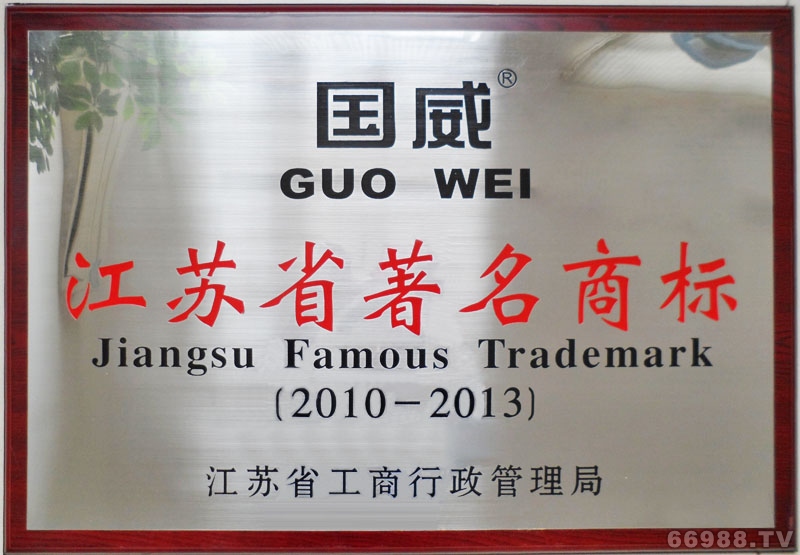 国威®
GUO WEI
江苏省著名商标
Jiangsu Famous Trademark
(2010-2013)
江苏省工商行政管理局
66988.TV